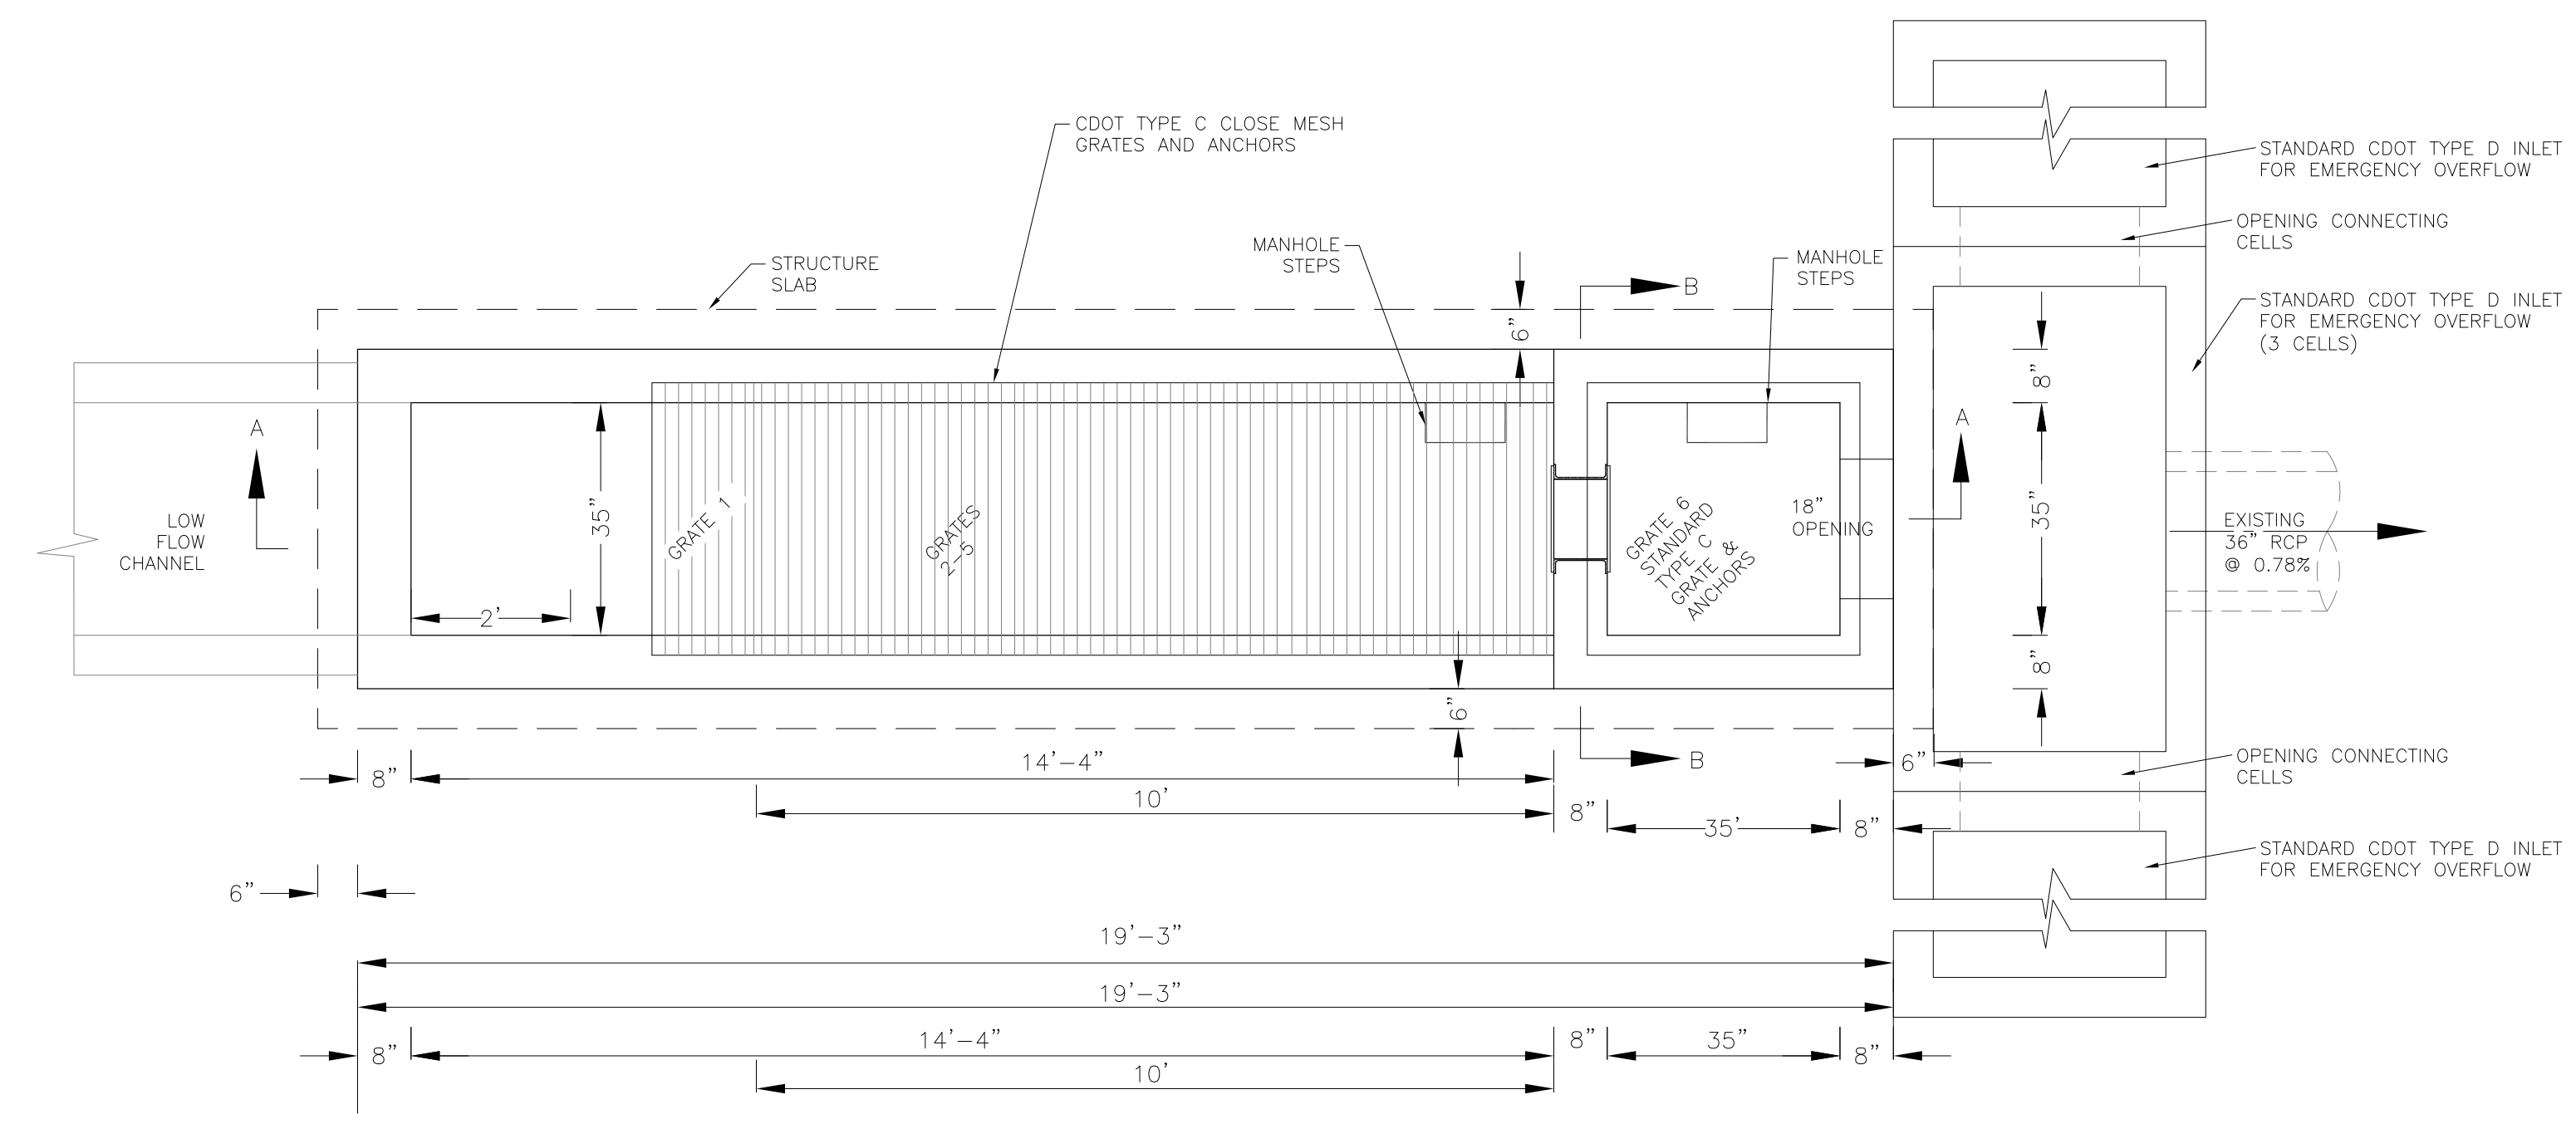 CDOT TYPE C CLOSE MESH
GRATES AND ANCHORS
STANDARD CDOT TYPE D INLET
FOR EMERGENCY OVERFLOW
OPENING CONNECTING
CELLS
STRUCTURE
SLAB
MANHOLE
STEPS
MANHOLE
STEPS
B
6”
STANDARD CDOT TYPE D INLET
FOR EMERGENCY OVERFLOW
(3 CELLS)
8”
A
A
LOW
FLOW
CHANNEL
35”
GRATE 1
GRATES
2-5
GRATE 6
STANDARD
TYPE C
GRATE &
ANCHORS
18”
OPENING
35”
EXISTING
36” RCP
@ 0.78%
2'
8”
6”
B
8”
14'-4”
6”
OPENING CONNECTING
CELLS
10'
8”
35'
8”
STANDARD CDOT TYPE D INLET
FOR EMERGENCY OVERFLOW
6”
19'-3”
19'-3”
8”
14'-4”
8”
35”
8”
10'